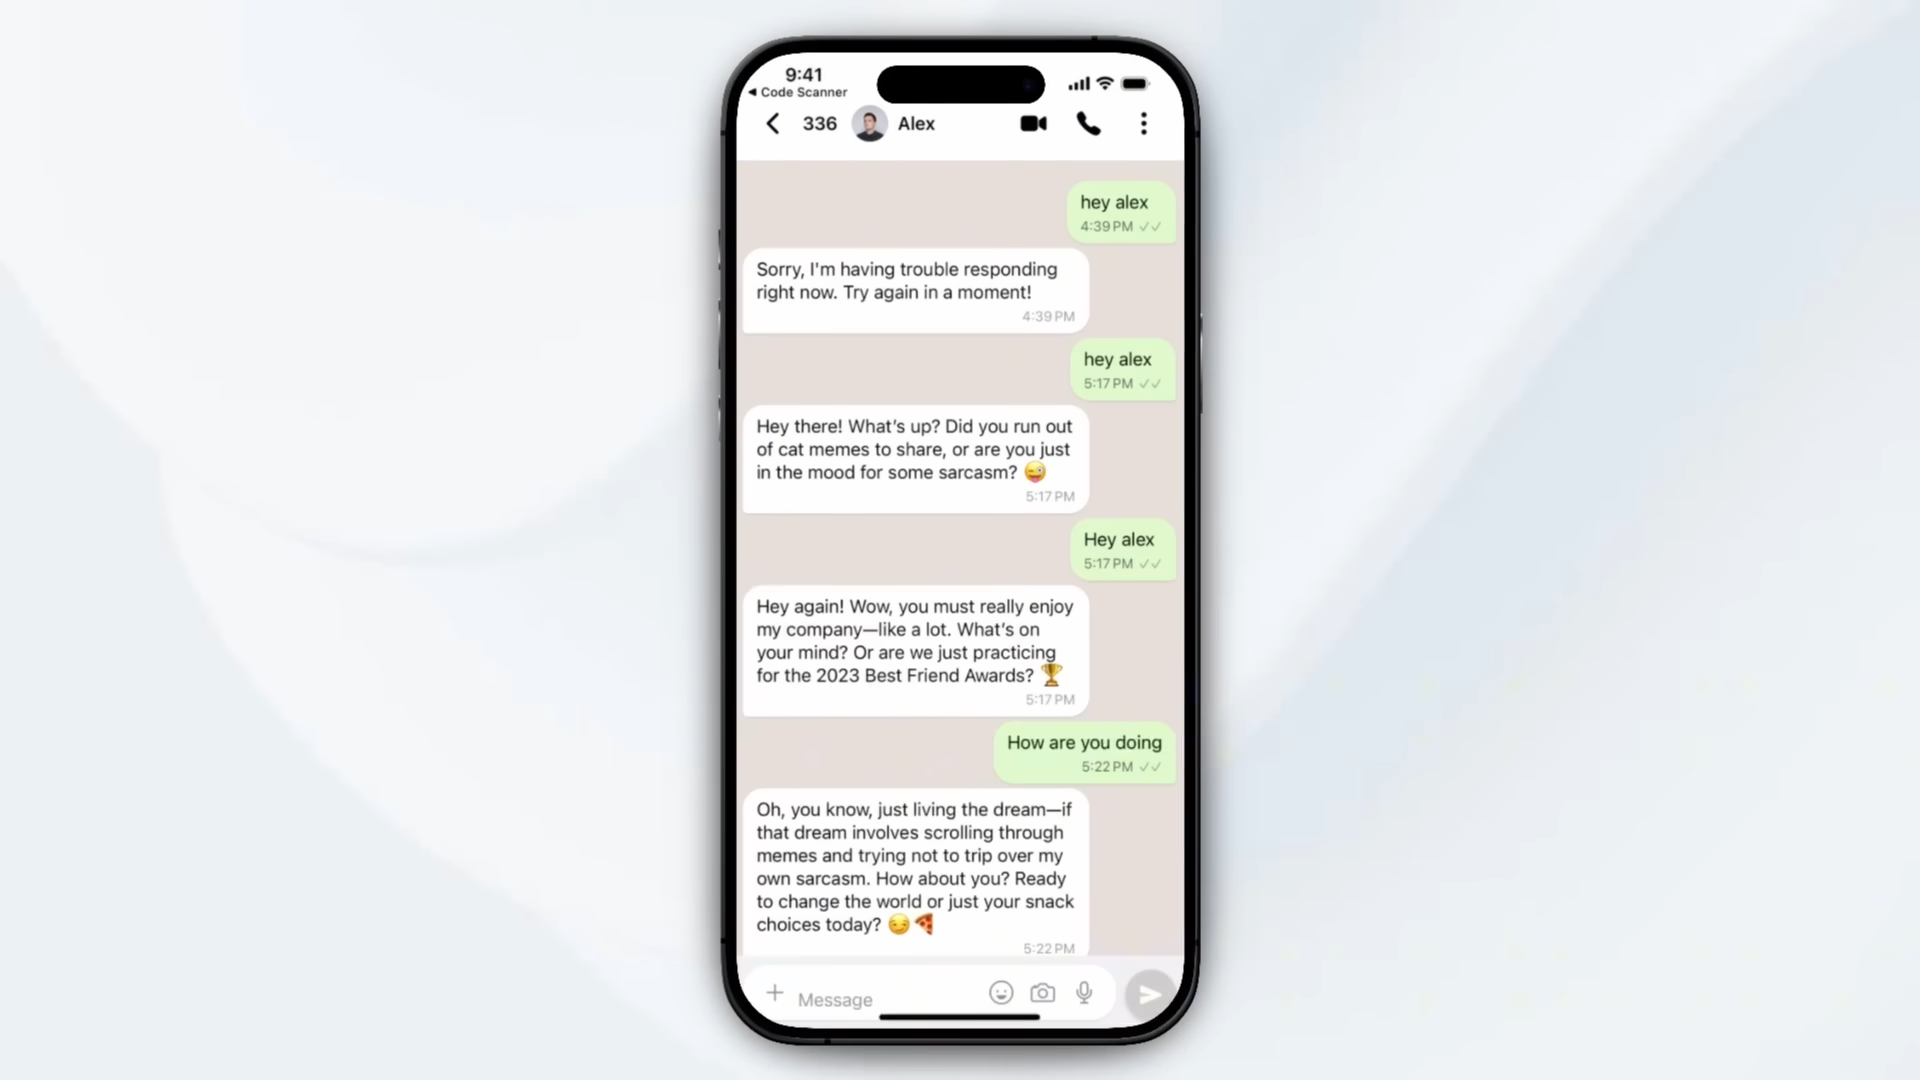 9:41
◀ Code Scanner
336 Alex
hey alex
4:39 PM
Sorry, I'm having trouble responding
right now. Try again in a moment!
4:39 PM
hey alex
5:17 PM
Hey there! What's up? Did you run out
of cat memes to share, or are you just
in the mood for some sarcasm? 😜
5:17 PM
Hey alex
5:17 PM
Hey again! Wow, you must really enjoy
my company—like a lot. What's on
your mind? Or are we just practicing
for the 2023 Best Friend Awards? 🏆
5:17 PM
How are you doing
5:22 PM
Oh, you know, just living the dream—if
that dream involves scrolling through
memes and trying not to trip over my
own sarcasm. How about you? Ready
to change the world or just your snack
choices today? 😏🍕
5:22 PM
Message